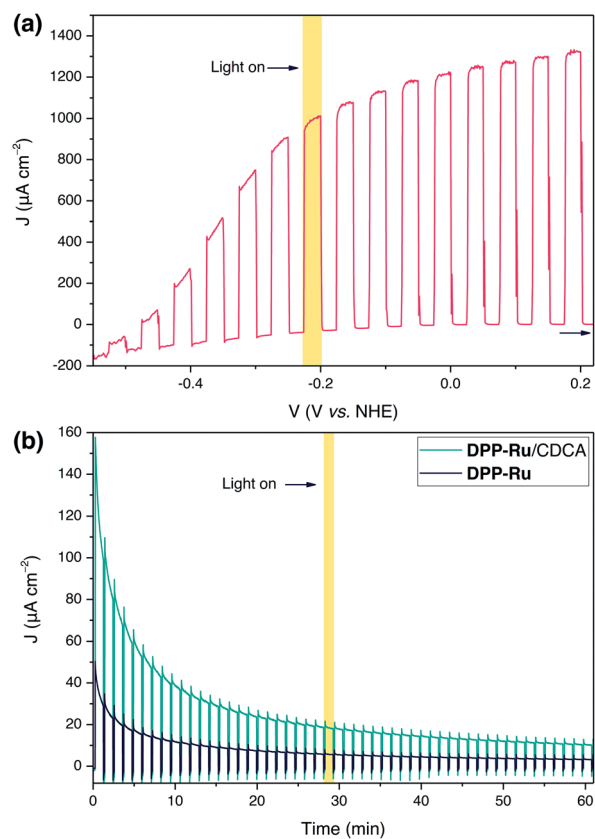 (a)
1400
1200
1000
800
600
400
200
0
-200
J (µA cm⁻²)
Light on
-0.4
-0.2
0.0
0.2
V (V vs. NHE)
(b)
160
140
120
100
80
60
40
20
0
J (µA cm⁻²)
DPP-Ru/CDCA
DPP-Ru
Light on
0
10
20
30
40
50
60
Time (min)